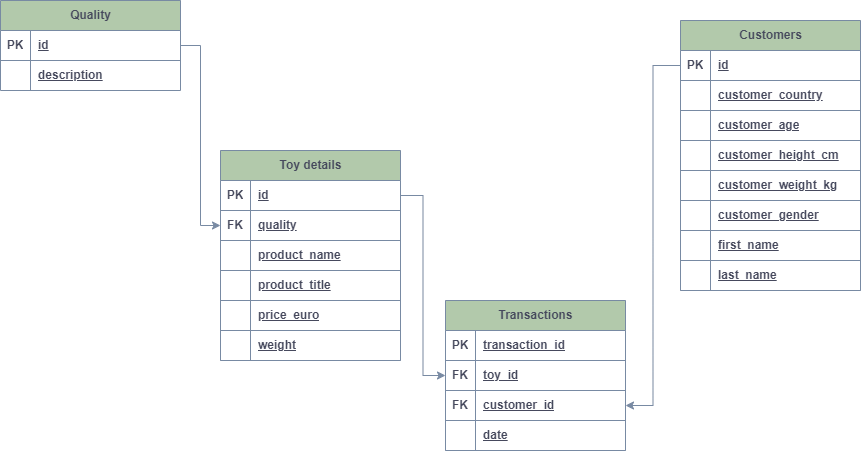 Quality
PK id
description
Toy details
PK id
FK quality
product_name
product_title
price_euro
weight
Transactions
PK transaction_id
FK toy_id
FK customer_id
date
Customers
PK id
customer_country
customer_age
customer_height_cm
customer_weight_kg
customer_gender
first_name
last_name